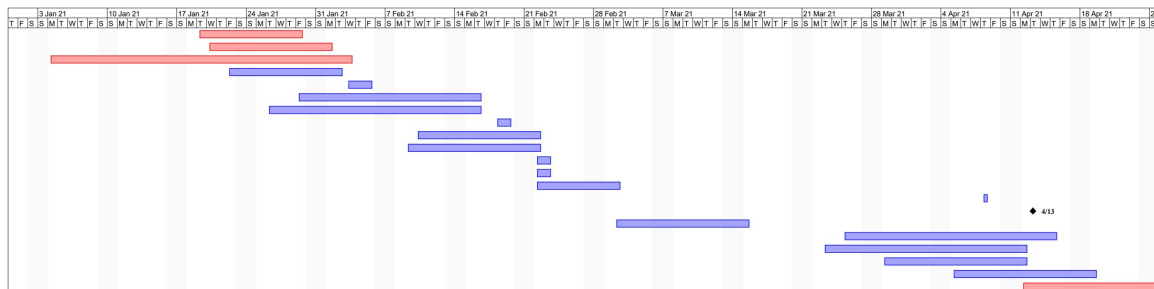 3 Jan 21 10 Jan 21 17 Jan 21 24 Jan 21 31 Jan 21 7 Feb 21 14 Feb 21 21 Feb 21 28 Feb 21 7 Mar 21 14 Mar 21 21 Mar 21 28 Mar 21 4 Apr 21 11 Apr 21 18 Apr 21
T F S S M T W T F S S M T W T F S S M T W T F S S M T W T F S S M T W T F S S M T W T F S S M T W T F S S M T W T F S S M T W T F S S M T W T F S S M T W T F S S M T W T F S S M T W T F S S M T W T F S S M T W T F S S M T W T F S S
4/13